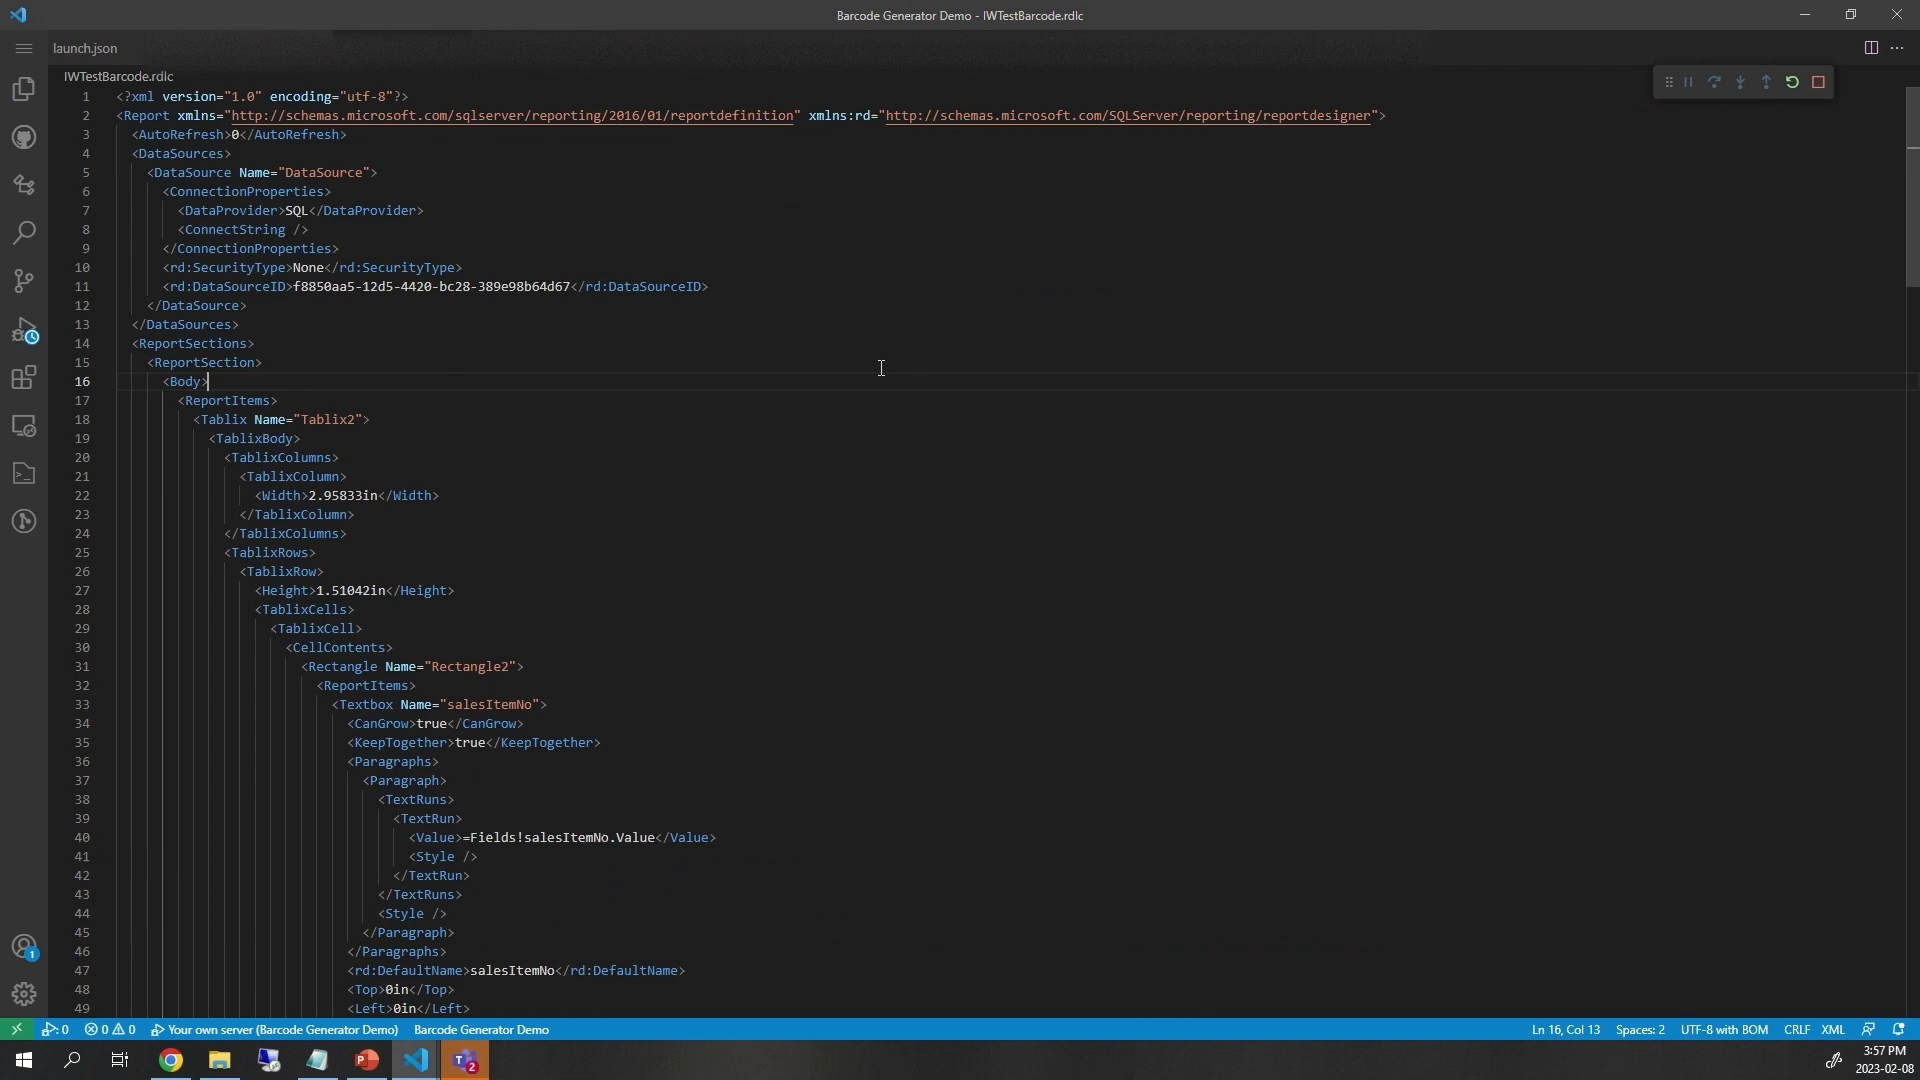 Barcode Generator Demo - IWTestBarcode.rdlc
launch.json
IWTestBarcode.rdlc
1 <?xml version="1.0" encoding="utf-8"?>
2 <Report xmlns="http://schemas.microsoft.com/sqlserver/reporting/2016/01/reportdefinition" xmlns:rd="http://schemas.microsoft.com/SQLServer/reporting/reportdesigner">
3 <AutoRefresh>0</AutoRefresh>
4 <DataSources>
5 <DataSource Name="DataSource">
6 <ConnectionProperties>
7 <DataProvider>SQL</DataProvider>
8 <ConnectString />
9 </ConnectionProperties>
10 <rd:SecurityType>None</rd:SecurityType>
11 <rd:DataSourceID>f8850aa5-12d5-4420-bc28-389e98b64d67</rd:DataSourceID>
12 </DataSource>
13 </DataSources>
14 <ReportSections>
15 <ReportSection>
16 <Body>
17 <ReportItems>
18 <Tablix Name="Tablix2">
19 <TablixBody>
20 <TablixColumns>
21 <TablixColumn>
22 <Width>2.95833in</Width>
23 </TablixColumn>
24 </TablixColumns>
25 <TablixRows>
26 <TablixRow>
27 <Height>1.51042in</Height>
28 <TablixCells>
29 <TablixCell>
30 <CellContents>
31 <Rectangle Name="Rectangle2">
32 <ReportItems>
33 <Textbox Name="salesItemNo">
34 <CanGrow>true</CanGrow>
35 <KeepTogether>true</KeepTogether>
36 <Paragraphs>
37 <Paragraph>
38 <TextRuns>
39 <TextRun>
40 <Value>=Fields!salesItemNo.Value</Value>
41 <Style />
42 </TextRun>
43 </TextRuns>
44 <Style />
45 </Paragraph>
46 </Paragraphs>
47 <rd:DefaultName>salesItemNo</rd:DefaultName>
48 <Top>0in</Top>
49 <Left>0in</Left>
1
0 0 0 Your own server (Barcode Generator Demo) Barcode Generator Demo Ln 16, Col 13 Spaces: 2 UTF-8 with BOM CRLF XML
P T 2 3:57 PM
2023-02-08